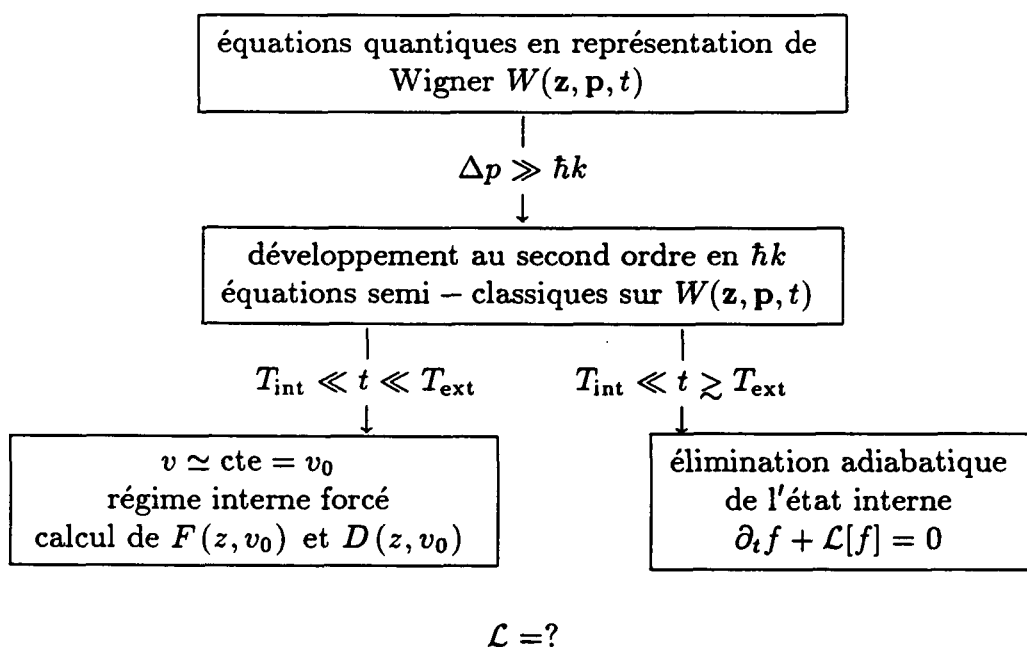 équations quantiques en représentation de
Wigner W(z, p, t)
Δp ≫ ħk
développement au second ordre en ħk
équations semi – classiques sur W(z, p, t)
T_int ≪ t ≪ T_ext
T_int ≪ t ≳ T_ext
v ≃ cte = v₀
régime interne forcé
calcul de F(z, v₀) et D(z, v₀)
élimination adiabatique
de l'état interne
∂ₜf + ℒ[f] = 0
ℒ =?